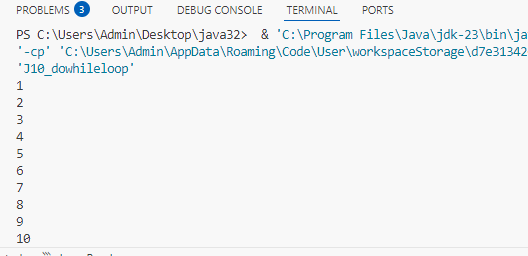 PROBLEMS 3 OUTPUT DEBUG CONSOLE TERMINAL PORTS
PS C:\Users\Admin\Desktop\java32> & 'C:\Program Files\Java\jdk-23\bin\ja
'-cp' 'C:\Users\Admin\AppData\Roaming\Code\User\workspaceStorage\d7e31342
'J10_dowhileloop'
1
2
3
4
5
6
7
8
9
10